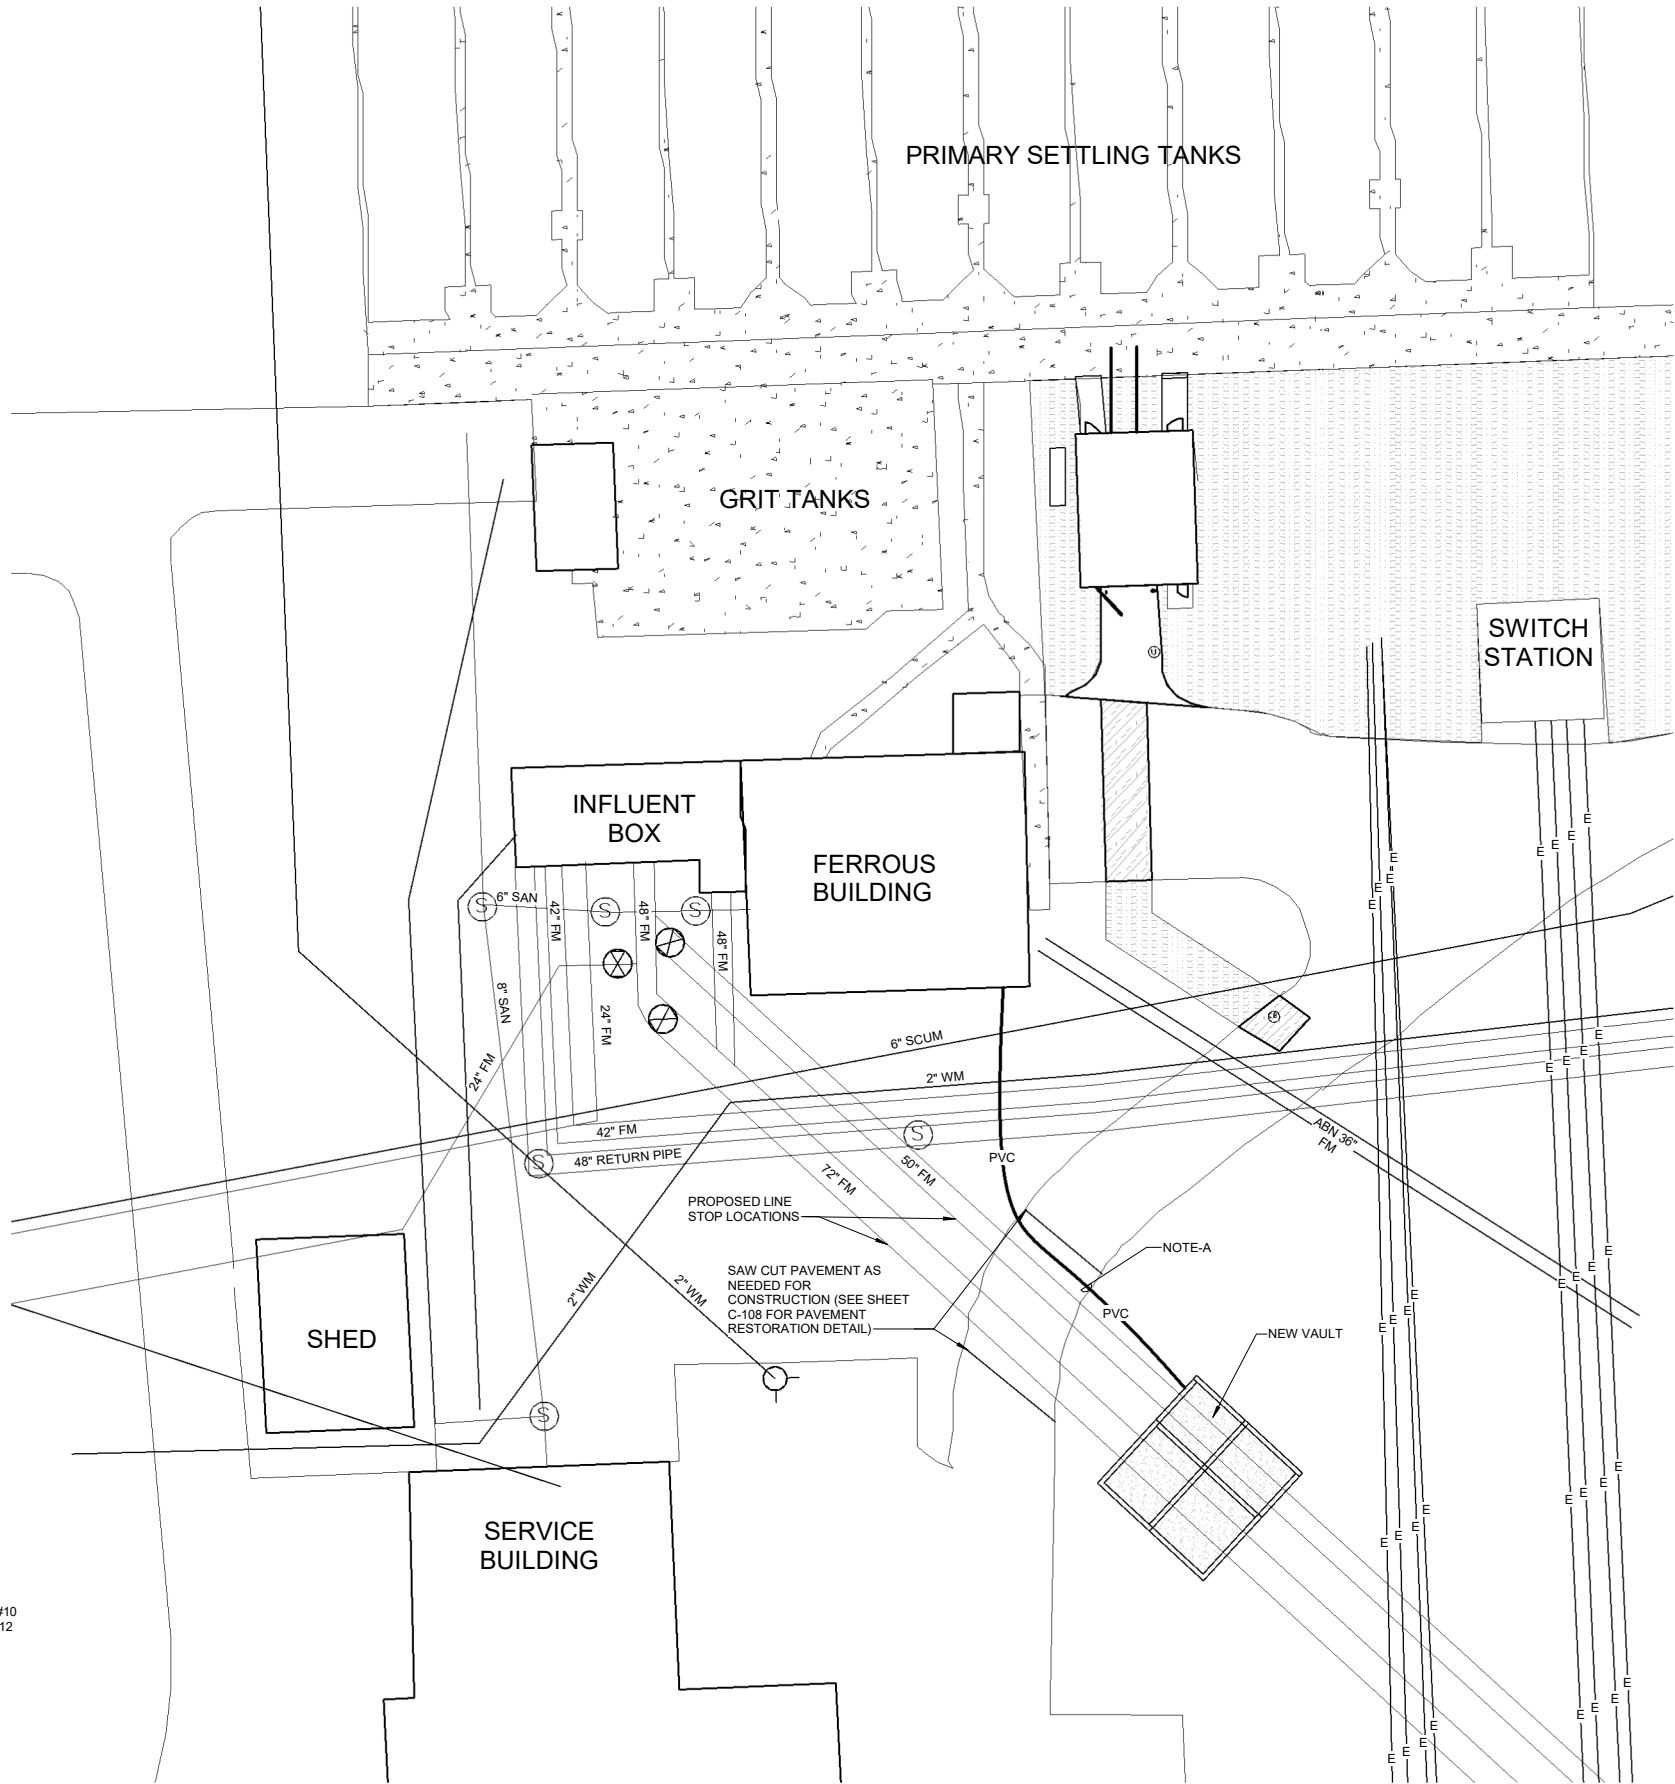 PRIMARY SETTLING TANKS
GRIT TANKS
SWITCH
STATION
U
INFLUENT
BOX
FERROUS
BUILDING
S
6" SAN
S
S
42" FM
48" FM
48" FM
8" SAN
24" FM
24" FM
6" SCUM
2" WM
42" FM
48" RETURN PIPE
S
S
PVC
ABN 36"
FM
72" FM
50" FM
PROPOSED LINE
STOP LOCATIONS
NOTE-A
SAW CUT PAVEMENT AS
NEEDED FOR
CONSTRUCTION (SEE SHEET
C-108 FOR PAVEMENT
RESTORATION DETAIL)
2" WM
2" WM
PVC
NEW VAULT
SHED
S
SERVICE
BUILDING
#10
12
E E E E
E E E
E E E E
E E E E
E E E E
E E E E
E E E E
E E E E
E E E E